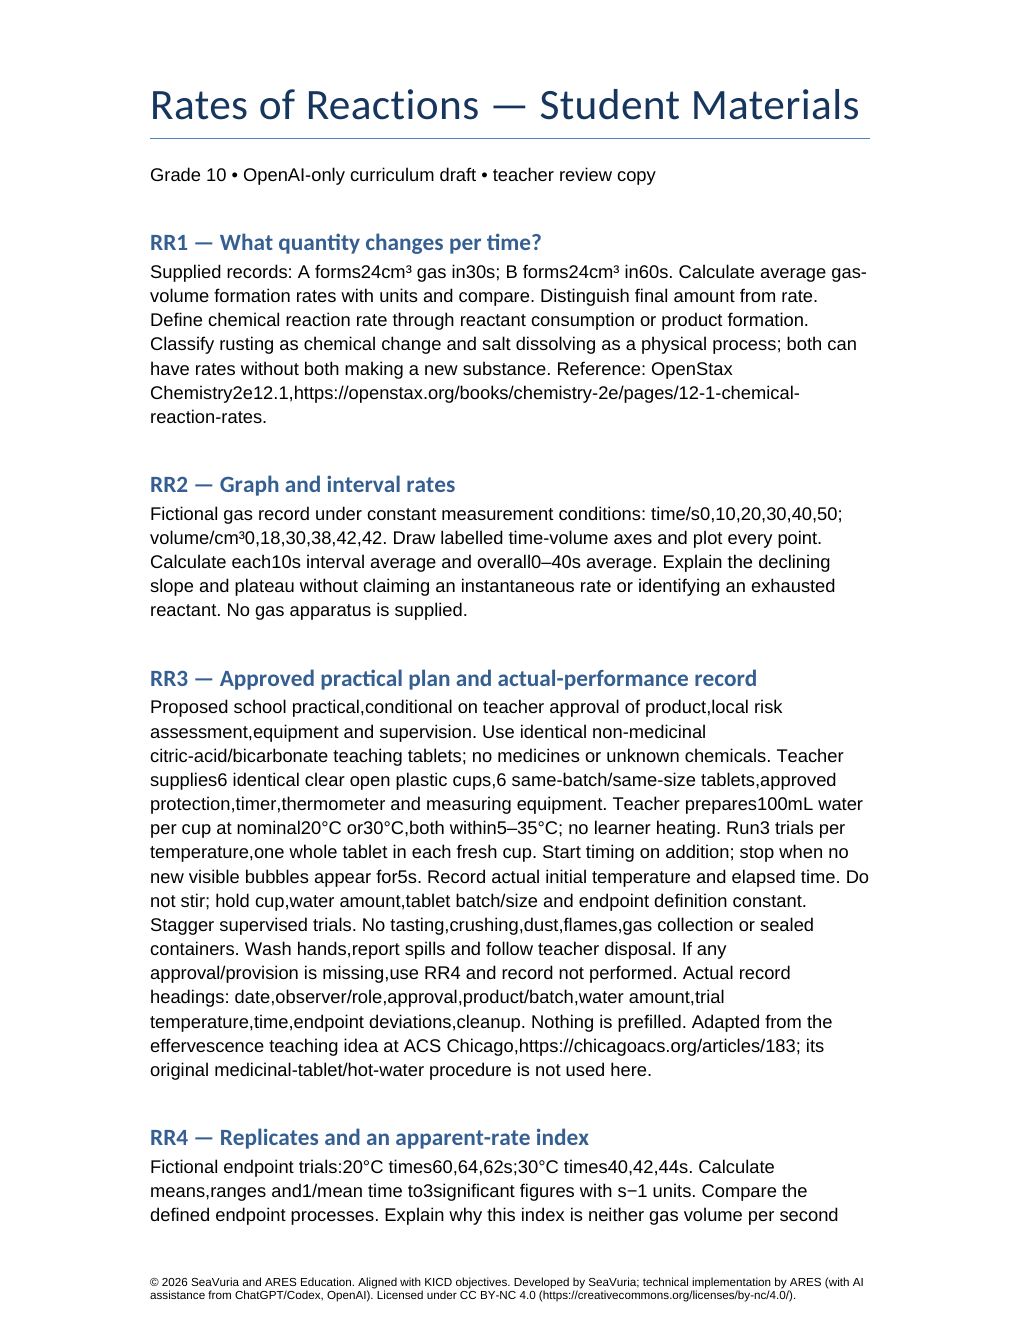 Rates of Reactions — Student Materials
Grade 10 • OpenAI-only curriculum draft • teacher review copy
RR1 — What quantity changes per time?
Supplied records: A forms24cm³ gas in30s; B forms24cm³ in60s. Calculate average gas-
volume formation rates with units and compare. Distinguish final amount from rate.
Define chemical reaction rate through reactant consumption or product formation.
Classify rusting as chemical change and salt dissolving as a physical process; both can
have rates without both making a new substance. Reference: OpenStax
Chemistry2e12.1,https://openstax.org/books/chemistry-2e/pages/12-1-chemical-
reaction-rates.
RR2 — Graph and interval rates
Fictional gas record under constant measurement conditions: time/s0,10,20,30,40,50;
volume/cm³0,18,30,38,42,42. Draw labelled time-volume axes and plot every point.
Calculate each10s interval average and overall0–40s average. Explain the declining
slope and plateau without claiming an instantaneous rate or identifying an exhausted
reactant. No gas apparatus is supplied.
RR3 — Approved practical plan and actual-performance record
Proposed school practical,conditional on teacher approval of product,local risk
assessment,equipment and supervision. Use identical non-medicinal
citric-acid/bicarbonate teaching tablets; no medicines or unknown chemicals. Teacher
supplies6 identical clear open plastic cups,6 same-batch/same-size tablets,approved
protection,timer,thermometer and measuring equipment. Teacher prepares100mL water
per cup at nominal20°C or30°C,both within5–35°C; no learner heating. Run3 trials per
temperature,one whole tablet in each fresh cup. Start timing on addition; stop when no
new visible bubbles appear for5s. Record actual initial temperature and elapsed time. Do
not stir; hold cup,water amount,tablet batch/size and endpoint definition constant.
Stagger supervised trials. No tasting,crushing,dust,flames,gas collection or sealed
containers. Wash hands,report spills and follow teacher disposal. If any
approval/provision is missing,use RR4 and record not performed. Actual record
headings: date,observer/role,approval,product/batch,water amount,trial
temperature,time,endpoint deviations,cleanup. Nothing is prefilled. Adapted from the
effervescence teaching idea at ACS Chicago,https://chicagoacs.org/articles/183; its
original medicinal-tablet/hot-water procedure is not used here.
RR4 — Replicates and an apparent-rate index
Fictional endpoint trials:20°C times60,64,62s;30°C times40,42,44s. Calculate
means,ranges and1/mean time to3significant figures with s−1 units. Compare the
defined endpoint processes. Explain why this index is neither gas volume per second
© 2026 SeaVuria and ARES Education. Aligned with KICD objectives. Developed by SeaVuria; technical implementation by ARES (with AI
assistance from ChatGPT/Codex, OpenAI). Licensed under CC BY-NC 4.0 (https://creativecommons.org/licenses/by-nc/4.0/).